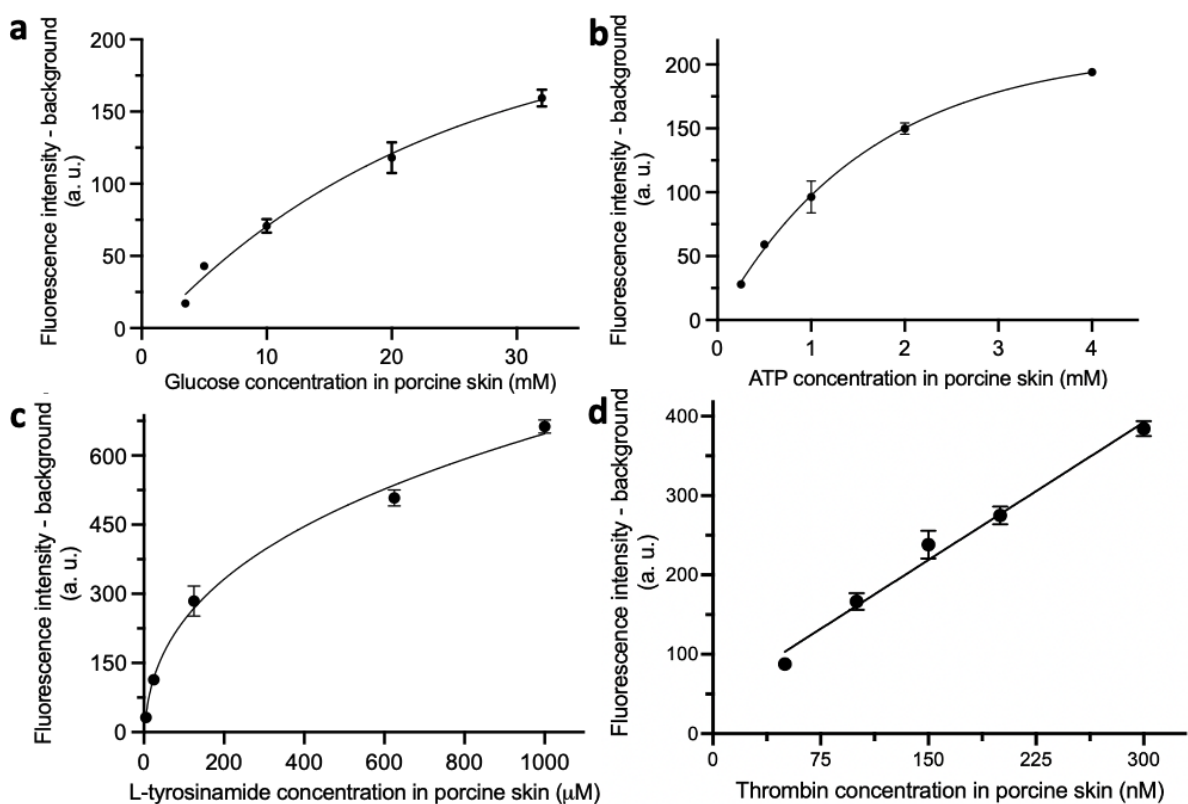 a
Fluorescence intensity - background
(a. u.)
200
150
100
50
0
0 10 20 30
Glucose concentration in porcine skin (mM)
b
Fluorescence intensity - background
(a. u.)
200
150
100
50
0
0 1 2 3 4
ATP concentration in porcine skin (mM)
c
Fluorescence intensity - background
(a. u.)
600
450
300
150
0
0 200 400 600 800 1000
L-tyrosinamide concentration in porcine skin (μM)
d
Fluorescence intensity - background
(a. u.)
400
300
200
100
0
0 75 150 225 300
Thrombin concentration in porcine skin (nM)